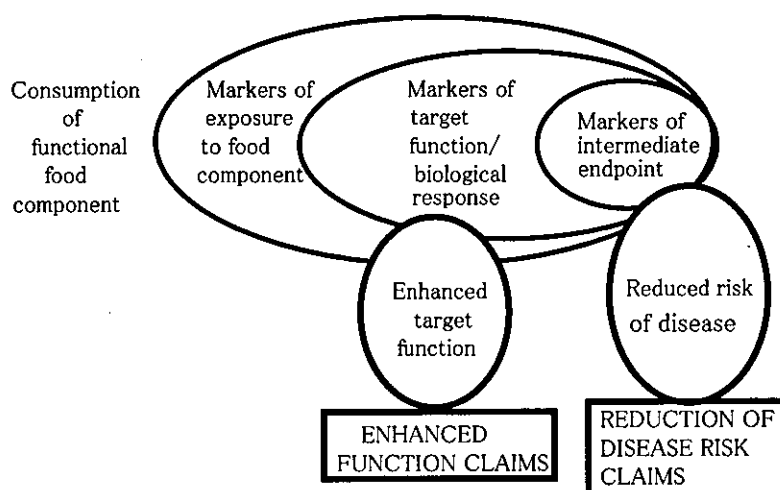 Consumption
of
functional
food
component
Markers of
exposure
to food
component
Markers of
target
function/
biological
response
Markers of
intermediate
endpoint
Enhanced
target
function
Reduced risk
of disease
ENHANCED
FUNCTION CLAIMS
REDUCTION OF
DISEASE RISK
CLAIMS